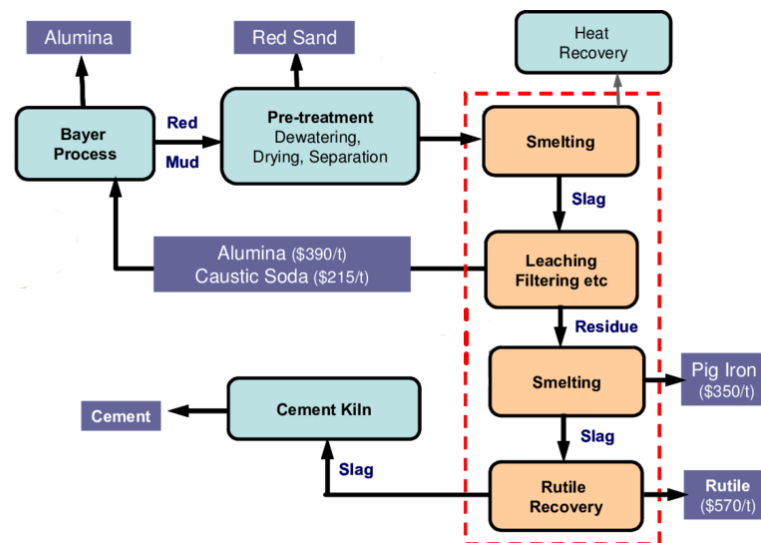 Alumina
Red Sand
Heat
Recovery
Bayer
Process
Red
Mud
Pre-treatment
Dewatering,
Drying, Separation
Smelting
Slag
Alumina ($390/t)
Caustic Soda ($215/t)
Leaching
Filtering etc
Residue
Smelting
Pig Iron
($350/t)
Cement
Cement Kiln
Slag
Slag
Rutile
Recovery
Rutile
($570/t)